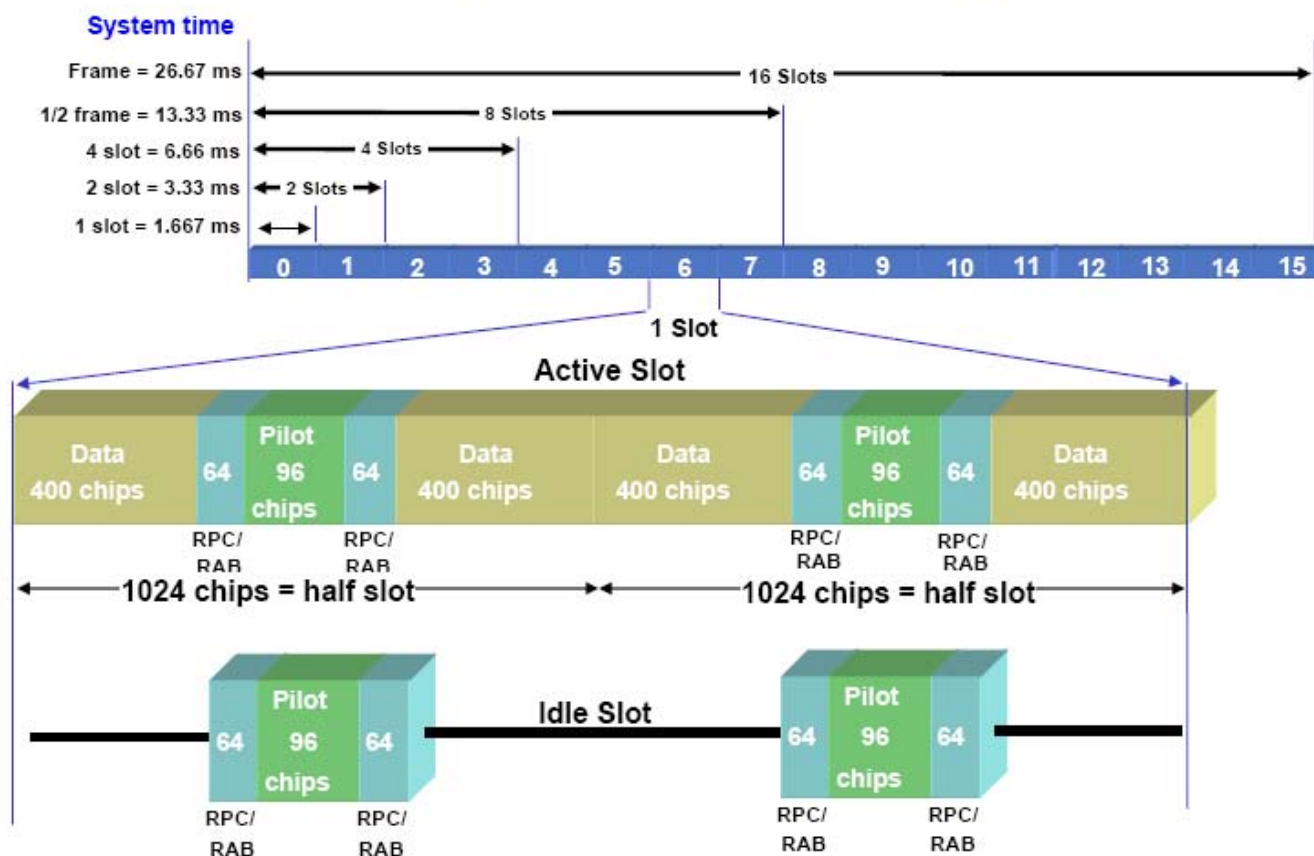 System time
Frame = 26.67 ms
16 Slots
1/2 frame = 13.33 ms
8 Slots
4 slot = 6.66 ms
4 Slots
2 slot = 3.33 ms
2 Slots
1 slot = 1.667 ms
0 1 2 3 4 5 6 7 8 9 10 11 12 13 14 15
1 Slot
Active Slot
Data
400 chips
64
Pilot
96
chips
64
Data
400 chips
Data
400 chips
64
Pilot
96
chips
64
Data
400 chips
RPC/
RAB
RPC/
RAB
RPC/
RAB
RPC/
RAB
1024 chips = half slot
1024 chips = half slot
Idle Slot
64
Pilot
96
chips
64
64
Pilot
96
chips
64
RPC/
RAB
RPC/
RAB
RPC/
RAB
RPC/
RAB